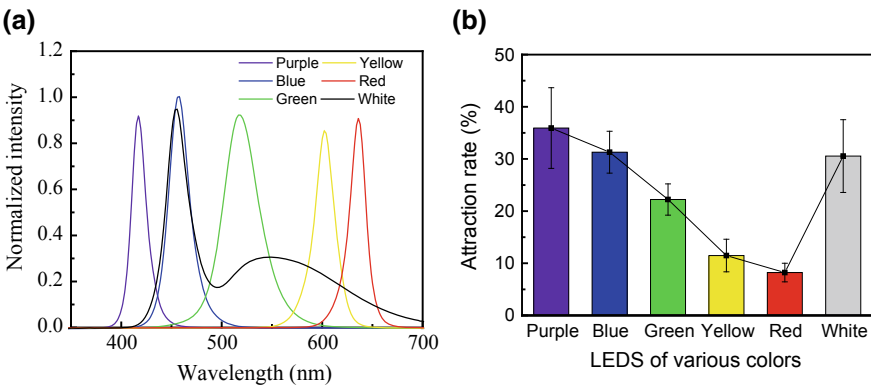 (a)
1.2
1.0
0.8
0.6
0.4
0.2
0.0
Normalized intensity
Purple
Yellow
Blue
Red
Green
White
400
500
600
700
Wavelength (nm)
(b)
50
40
30
20
10
0
Attraction rate (%)
Purple
Blue
Green
Yellow
Red
White
LEDS of various colors